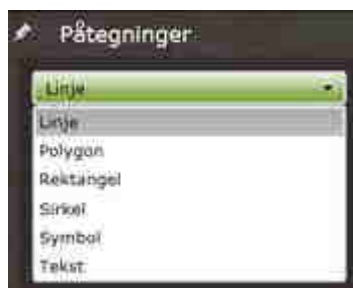 Påtegninger
Linje
Linje
Polygon
Rektangel
Sirkel
Symbol
Tekst